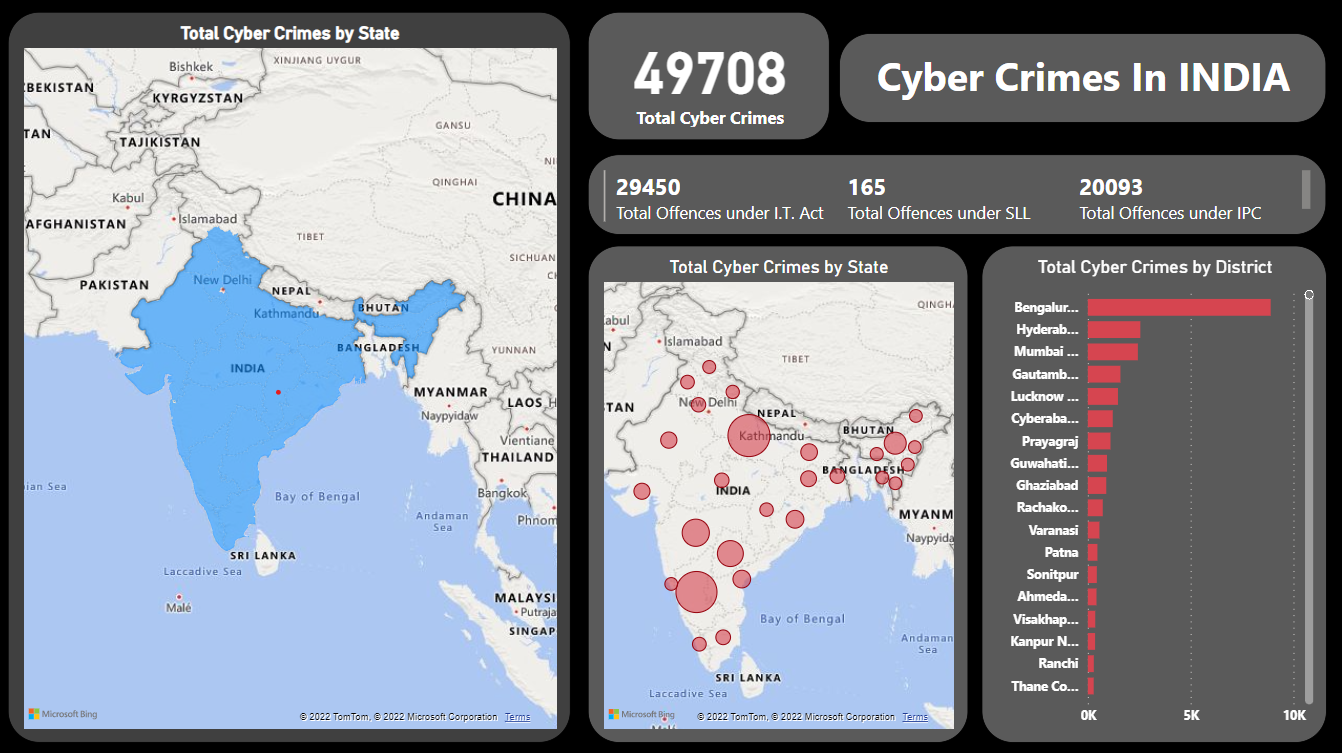 Total Cyber Crimes by State
Bishkek
XINJIANG UYGUR
KYRGYZSTAN
TAJIKISTAN
GANSU
QINGHAI
CHINA
Kabul
AFGHANISTAN
Islamabad
TIBET
SICHUAN
PAKISTAN
New Delhi
NEPAL
Kathmandu
BHUTAN
BANGLADESH
YUNNAN
INDIA
MYANMAR
Naypyidaw
LAOS
Vientiane
THAILAND
Bangkok
Phnom
Bay of Bengal
Andaman
Sea
SRI LANKA
Laccadive Sea
Malé
MALAYSI
Putraja
SINGAP
Microsoft Bing
© 2022 TomTom, © 2022 Microsoft Corporation Terms
49708
Total Cyber Crimes
Cyber Crimes In INDIA
29450
Total Offences under I.T. Act
165
Total Offences under SLL
20093
Total Offences under IPC
Total Cyber Crimes by State
QINGH
Islamabad
TIBET
New Delhi
NEPAL
Kathmandu
BHUTAN
BANGLADESH
INDIA
MYANM
Naypyida
Bay of Bengal
Andaman
Sea
SRI LANKA
Laccadive Sea
Microsoft Bing
© 2022 TomTom, © 2022 Microsoft Corporation Terms
Total Cyber Crimes by District
Bengalur...
Hyderab...
Mumbai ...
Gautamb...
Lucknow ...
Cyberaba...
Prayagraj
Guwahati...
Ghaziabad
Rachako...
Varanasi
Patna
Sonitpur
Ahmeda...
Visakhap...
Kanpur N...
Ranchi
Thane Co...
0K 5K 10K